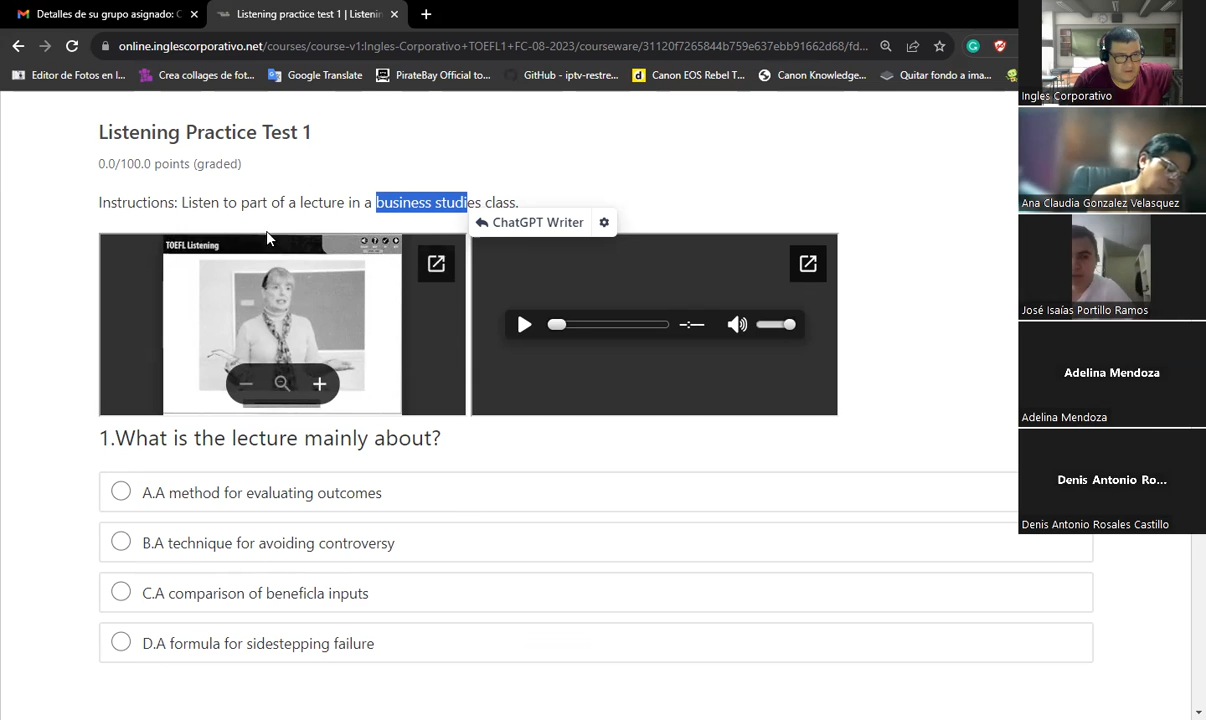 Detalles de su grupo asignado: C
Listening practice test 1 | Listenin
online.inglescorporativo.net/courses/course-v1:Ingles-Corporativo+TOEFL1+FC-08-2023/courseware/31120f7265844b759e637ebb91662d68/fd...
Editor de Fotos en l...
Crea collages de fot...
Google Translate
PirateBay Official to...
GitHub - iptv-restre...
Canon EOS Rebel T...
Canon Knowledge...
Quitar fondo a ima...
Listening Practice Test 1
0.0/100.0 points (graded)
Instructions: Listen to part of a lecture in a business studies class.
ChatGPT Writer
TOEFL Listening
1.What is the lecture mainly about?
A.A method for evaluating outcomes
B.A technique for avoiding controversy
C.A comparison of beneficla inputs
D.A formula for sidestepping failure
Ingles Corporativo
Ana Claudia Gonzalez Velasquez
José Isaías Portillo Ramos
Adelina Mendoza
Adelina Mendoza
Denis Antonio Ro...
Denis Antonio Rosales Castillo